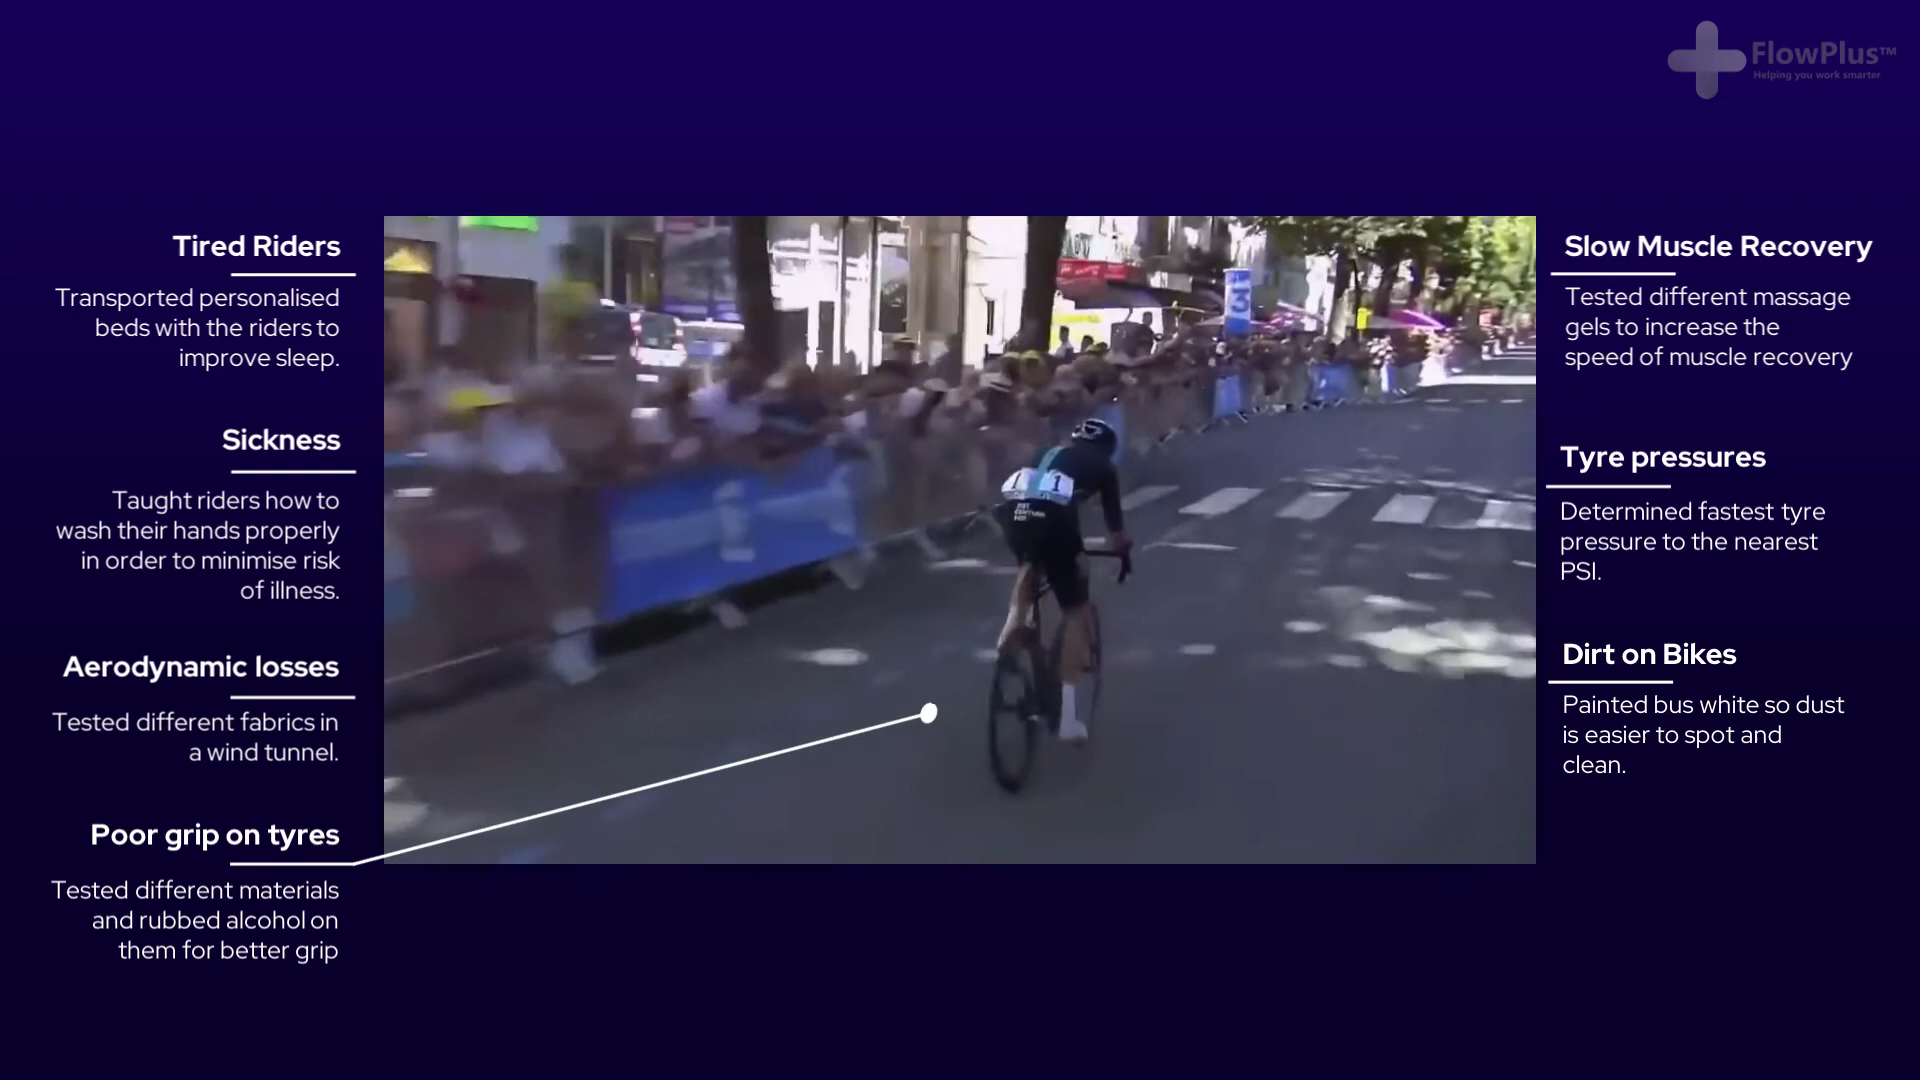 FlowPlus™
Helping you work smarter
Tired Riders
Transported personalised
beds with the riders to
improve sleep.
Sickness
Taught riders how to
wash their hands properly
in order to minimise risk
of illness.
Aerodynamic losses
Tested different fabrics in
a wind tunnel.
Poor grip on tyres
Tested different materials
and rubbed alcohol on
them for better grip
3
1 1
Slow Muscle Recovery
Tested different massage
gels to increase the
speed of muscle recovery
Tyre pressures
Determined fastest tyre
pressure to the nearest
PSI.
Dirt on Bikes
Painted bus white so dust
is easier to spot and
clean.